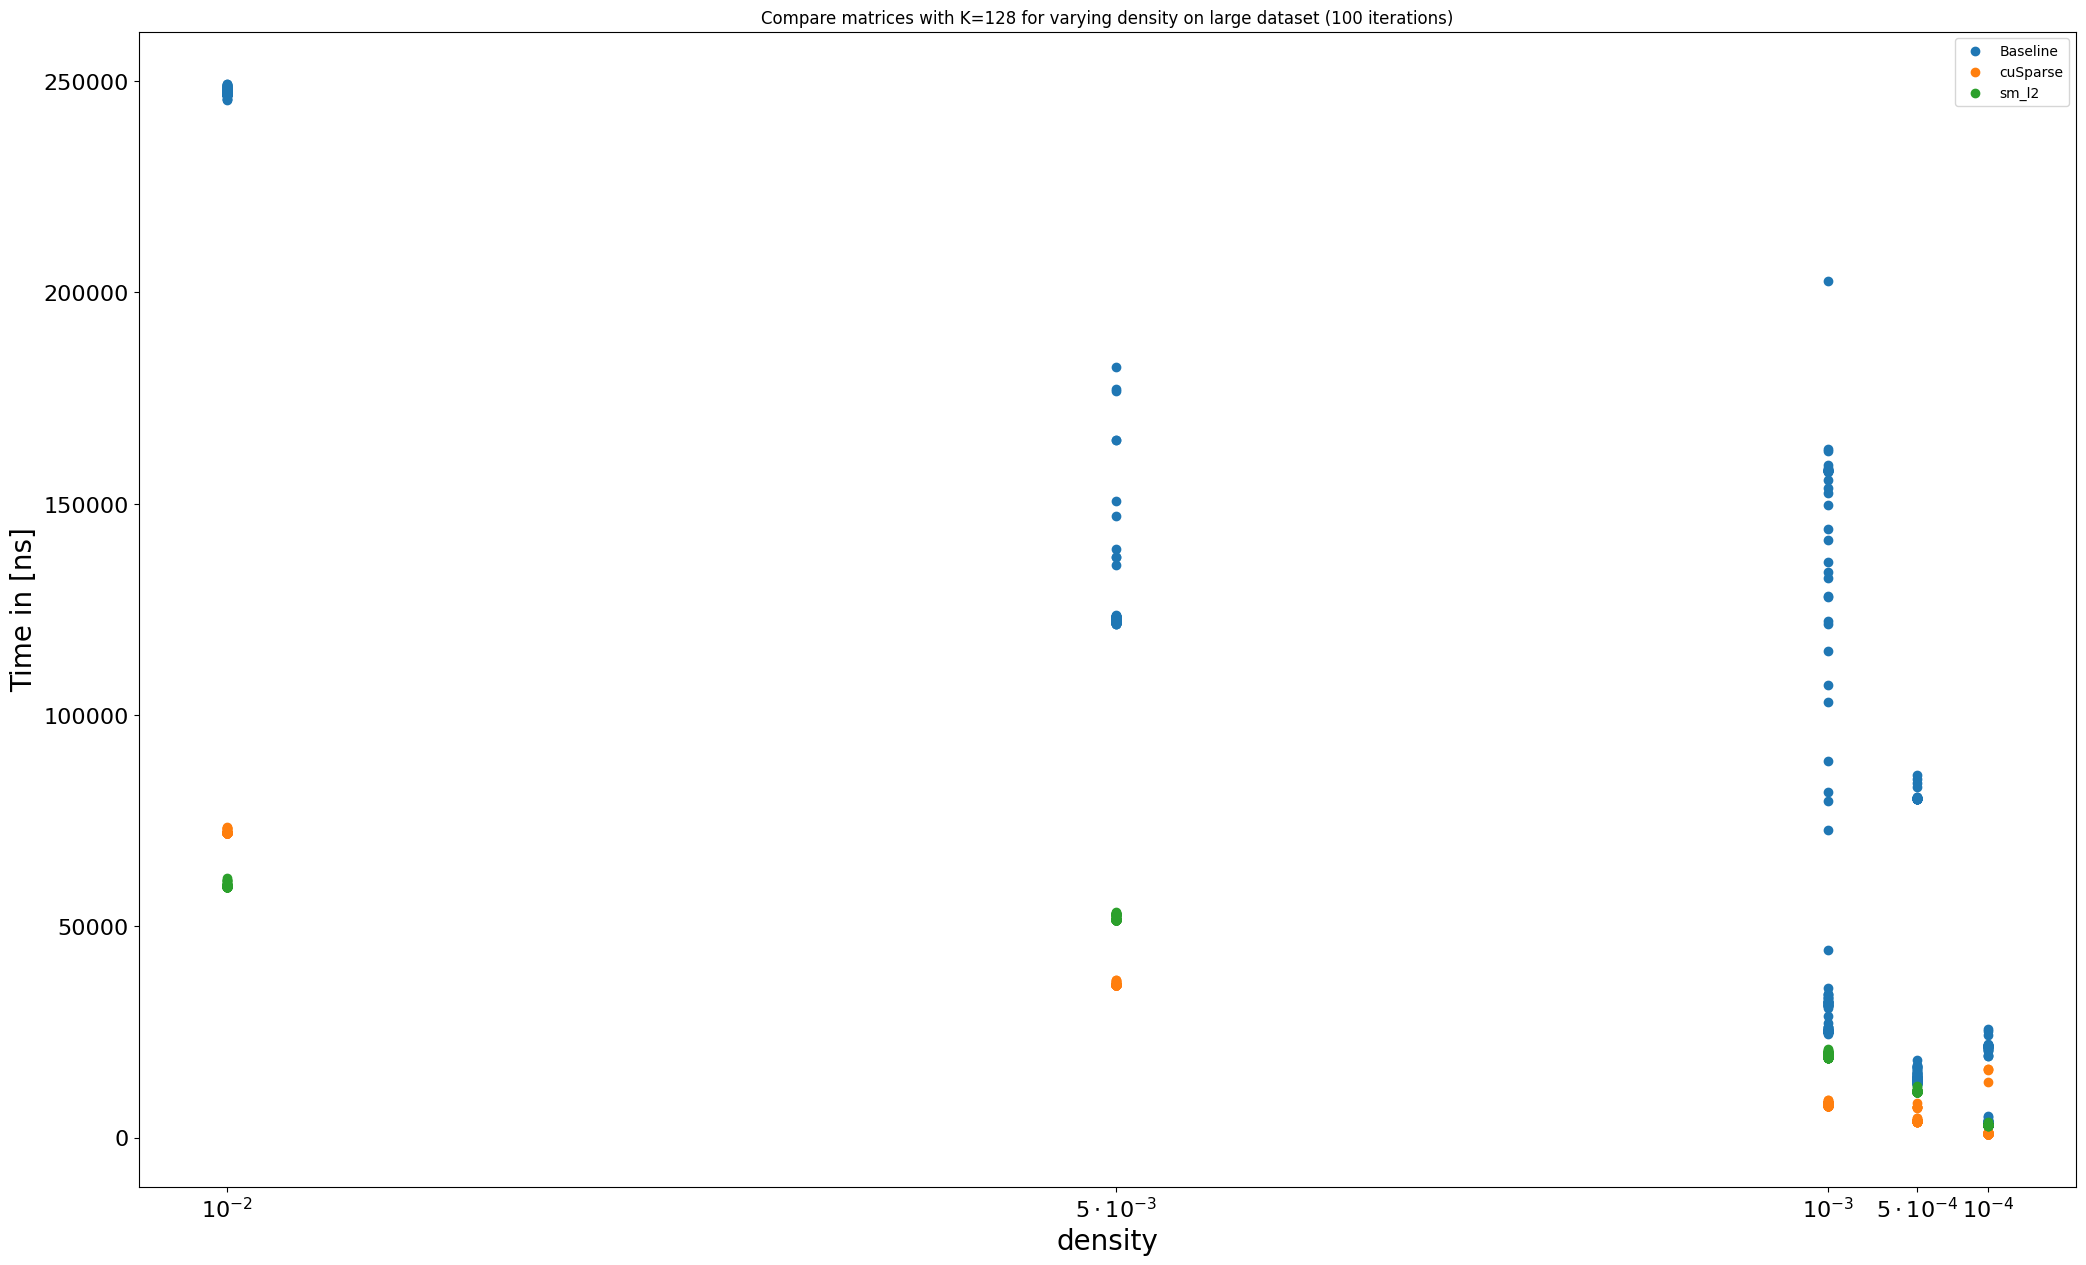 Compare matrices with K=128 for varying density on large dataset (100 iterations)
Baseline
cuSparse
sm_l2
Time in [ns]
250000
200000
150000
100000
50000
0
10⁻² 5·10⁻³ 10⁻³ 5·10⁻⁴ 10⁻⁴
density